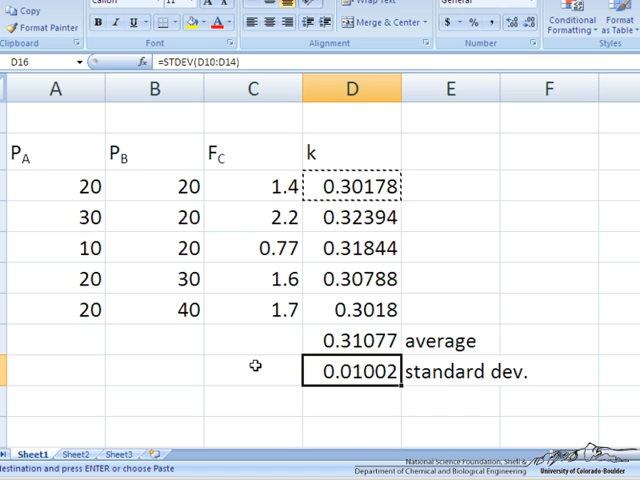 Copy
Calibri
11
Wrap Text
Format Painter
B I U
A
Merge & Center
$ % ,
Conditional Formatting
Format as Table
Clipboard
Font
Alignment
Number
Styles
D16
fx
=STDEV(D10:D14)
A B C D E F
PA PB FC k
20 20 1.4 0.30178
30 20 2.2 0.32394
10 20 0.77 0.31844
20 30 1.6 0.30788
20 40 1.7 0.3018
0.31077 average
0.01002 standard dev.
Sheet1 Sheet2 Sheet3
destination and press ENTER or choose Paste
National Science Foundation, Shell &
Department of Chemical and Biological Engineering
University of Colorado-Boulder